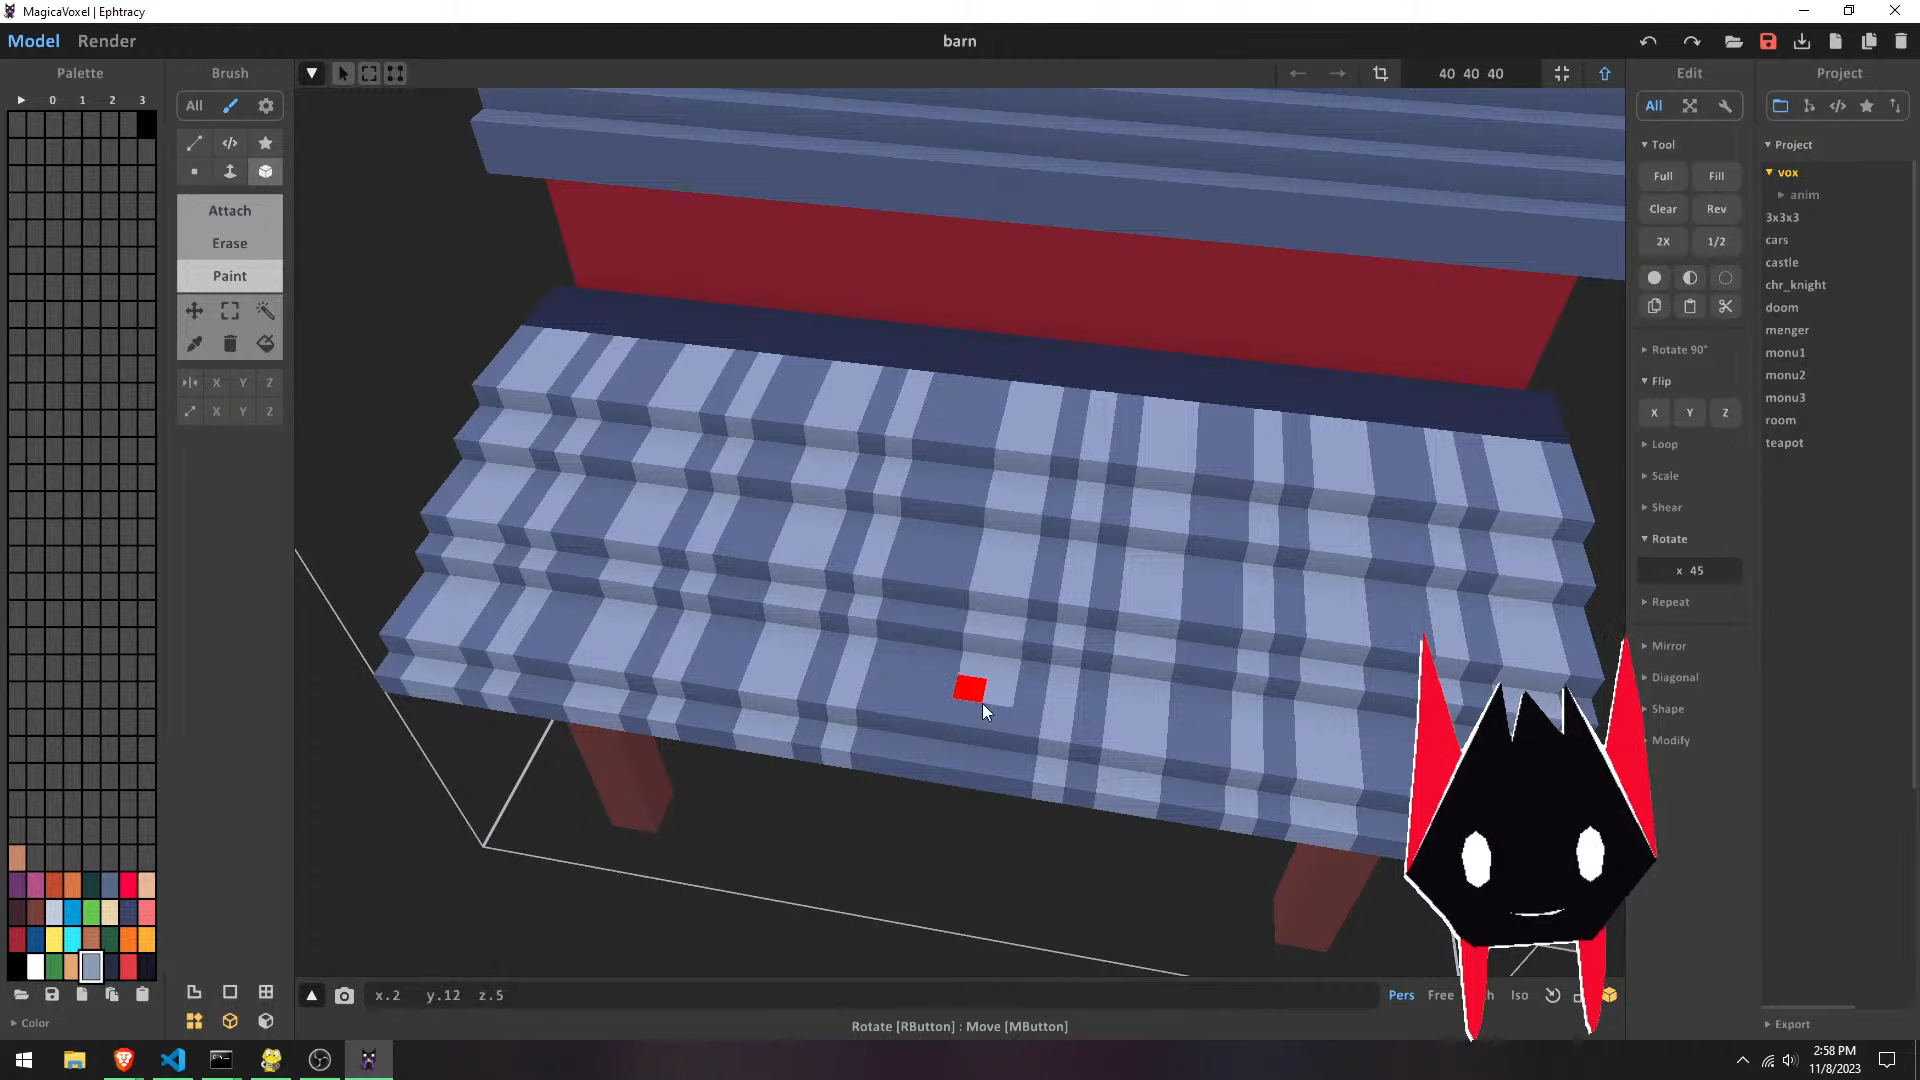 MagicaVoxel | Ephtracy
Model Render
barn
Palette
Brush
40 40 40
Edit
Project
0 1 2 3
All
All
Tool
Project
Full Fill
vox
anim
Attach
Clear Rev
3x3x3
Erase
2X 1/2
cars
castle
Paint
chr_knight
doom
menger
Rotate 90°
monu1
X Y Z
Flip
monu2
X Y Z
X Y Z
monu3
room
Loop
teapot
Scale
Shear
Rotate
x 45
Repeat
Mirror
Diagonal
Shape
Modify
x.2 y.12 z.5
Pers Free h Iso
Color
Rotate [RButton] : Move [MButton]
Export
2:58 PM
11/8/2023